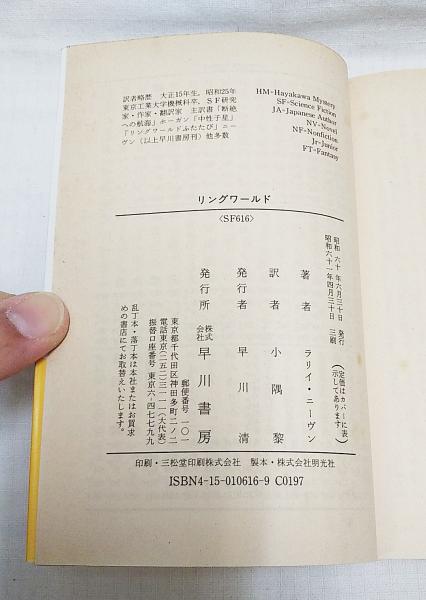 訳者略歴　大正15年生，昭和25年
東京工業大学機械科卒，ＳＦ研究
家・作家・翻訳家　主訳書「断絶
への航海」ホーガン「中性子星」
「リングワールドふたたび」ニー
ヴン（以上早川書房刊）他多数
HM-Hayakawa Mystery
SF-Science Fiction
JA-Japanese Author
NV-Novel
NF-Nonfiction
Jr-Junior
FT-Fantasy
リングワールド
〈SF616〉
昭和六十年六月三十日　発行
昭和六十一年四月三十日　三刷
（定価はカバーに表
示してあります）
著者　ラリイ・ニーヴン
訳者　小隅黎
発行者　早川清
発行所　株式会社　早川書房
郵便番号　一〇一
東京都千代田区神田多町二ノ二
電話東京（二五二）三一一一（大代表）
振替口座番号　東京六-四七七九九
乱丁本・落丁本は本社またはお買求
めの書店にてお取替えいたします。
印刷・三松堂印刷株式会社　製本・株式会社明光社
ISBN4-15-010616-9 C0197